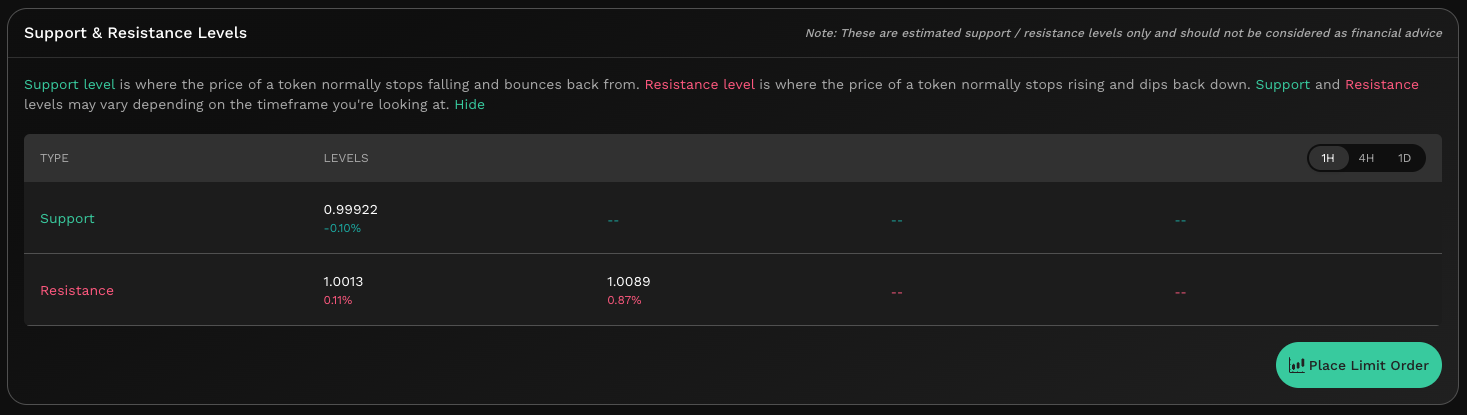 Support & Resistance Levels
Note: These are estimated support / resistance levels only and should not be considered as financial advice
Support level is where the price of a token normally stops falling and bounces back from. Resistance level is where the price of a token normally stops rising and dips back down. Support and Resistance
levels may vary depending on the timeframe you're looking at. Hide
TYPE LEVELS 1H 4H 1D
Support 0.99922 -- -- --
-0.10%
Resistance 1.0013 1.0089 -- --
0.11% 0.87%
Place Limit Order